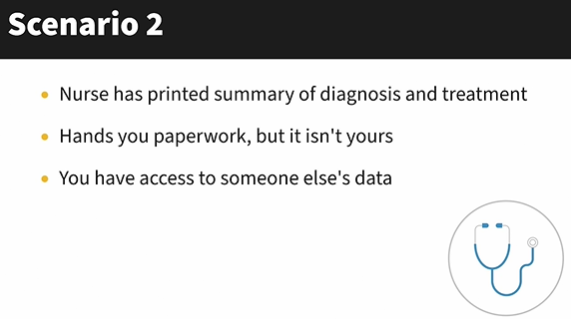 Scenario 2
Nurse has printed summary of diagnosis and treatment
Hands you paperwork, but it isn't yours
You have access to someone else's data